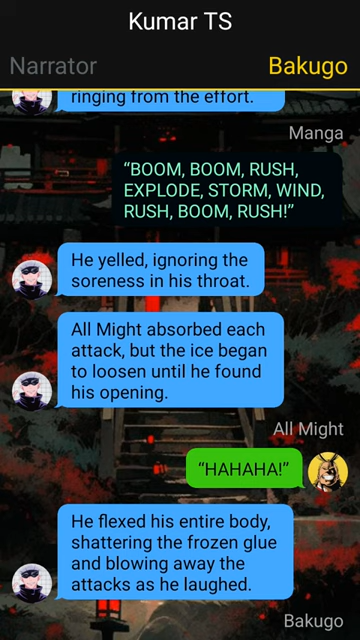 Kumar TS
Narrator
Bakugo
ringing from the effort.
Manga
“BOOM, BOOM, RUSH,
EXPLODE, STORM, WIND,
RUSH, BOOM, RUSH!”
He yelled, ignoring the
soreness in his throat.
All Might absorbed each
attack, but the ice began
to loosen until he found
his opening.
All Might
“HAHAHA!”
He flexed his entire body,
shattering the frozen glue
and blowing away the
attacks as he laughed.
Bakugo